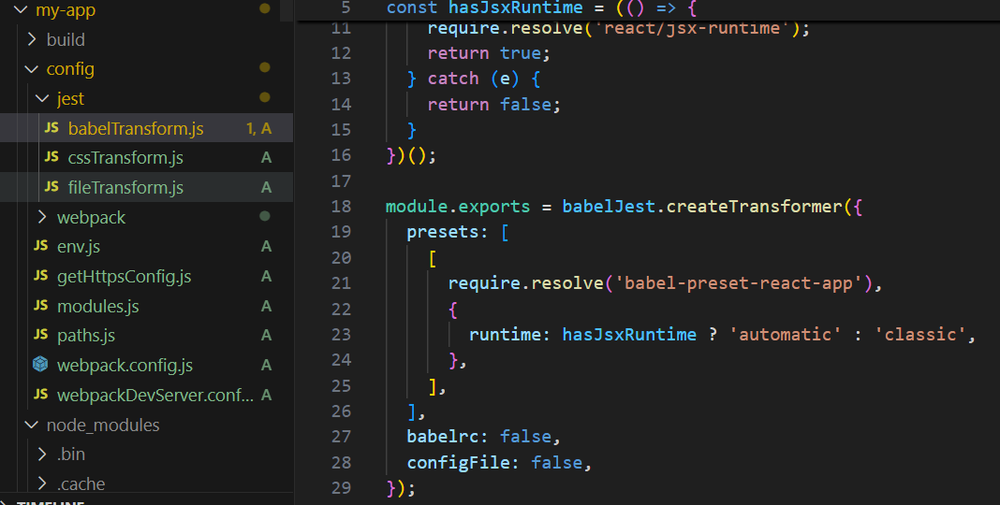 my-app
build
config
jest
JS babelTransform.js 1, A
JS cssTransform.js A
JS fileTransform.js A
webpack
JS env.js A
JS getHttpsConfig.js A
JS modules.js A
JS paths.js A
webpack.config.js A
JS webpackDevServer.conf... A
node_modules
.bin
.cache
TIMELINE
5 const hasJsxRuntime = (() => {
11 require.resolve('react/jsx-runtime');
12 return true;
13 } catch (e) {
14 return false;
15 }
16 })();
17
18 module.exports = babelJest.createTransformer({
19 presets: [
20 [
21 require.resolve('babel-preset-react-app'),
22 {
23 runtime: hasJsxRuntime ? 'automatic' : 'classic',
24 },
25 ],
26 ],
27 babelrc: false,
28 configFile: false,
29 });